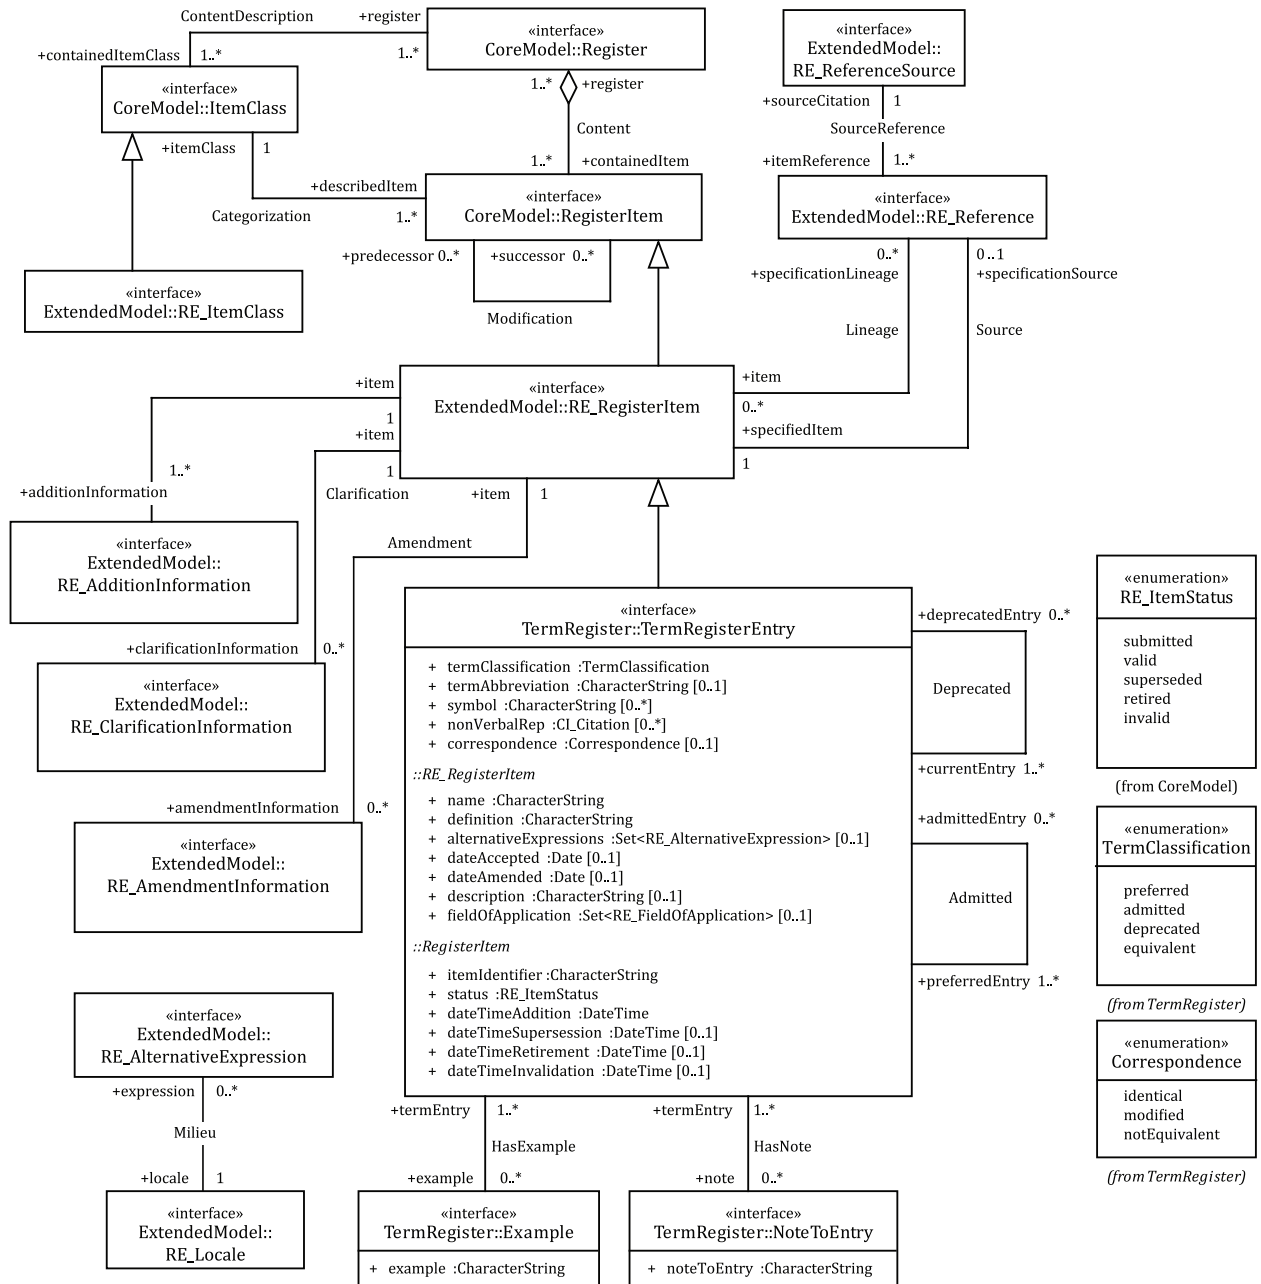 ContentDescription
+register
+containedItemClass
1..*
1..*
«interface»
CoreModel::Register
«interface»
ExtendedModel::
RE_ReferenceSource
«interface»
CoreModel::ItemClass
1..*
+register
+sourceCitation
1
+itemClass
1
Content
SourceReference
1..*
+containedItem
+itemReference
1..*
+describedItem
Categorization
1..*
«interface»
CoreModel::RegisterItem
«interface»
ExtendedModel::RE_Reference
+predecessor 0..*
+successor 0..*
0..*
0..1
+specificationLineage
+specificationSource
«interface»
ExtendedModel::RE_ItemClass
Modification
Lineage
Source
+item
1
«interface»
ExtendedModel::RE_RegisterItem
+item
0..*
+item
1
+specifiedItem
1
1..*
+additionInformation
Clarification
+item
1
«interface»
ExtendedModel::
RE_AdditionInformation
Amendment
+clarificationInformation
0..*
«interface»
ExtendedModel::
RE_ClarificationInformation
+amendmentInformation
0..*
«interface»
ExtendedModel::
RE_AmendmentInformation
«interface»
TermRegister::TermRegisterEntry
+ termClassification :TermClassification
+ termAbbreviation :CharacterString [0..1]
+ symbol :CharacterString [0..*]
+ nonVerbalRep :CI_Citation [0..*]
+ correspondence :Correspondence [0..1]
::RE_RegisterItem
+ name :CharacterString
+ definition :CharacterString
+ alternativeExpressions :Set<RE_AlternativeExpression> [0..1]
+ dateAccepted :Date [0..1]
+ dateAmended :Date [0..1]
+ description :CharacterString [0..1]
+ fieldOfApplication :Set<RE_FieldOfApplication> [0..1]
::RegisterItem
+ itemIdentifier :CharacterString
+ status :RE_ItemStatus
+ dateTimeAddition :DateTime
+ dateTimeSupersession :DateTime [0..1]
+ dateTimeRetirement :DateTime [0..1]
+ dateTimeInvalidation :DateTime [0..1]
+deprecatedEntry 0..*
Deprecated
+currentEntry 1..*
+admittedEntry 0..*
Admitted
+preferredEntry 1..*
«enumeration»
RE_ItemStatus
submitted
valid
superseded
retired
invalid
(from CoreModel)
«enumeration»
TermClassification
preferred
admitted
deprecated
equivalent
(from TermRegister)
«enumeration»
Correspondence
identical
modified
notEquivalent
(from TermRegister)
«interface»
ExtendedModel::
RE_AlternativeExpression
+expression
0..*
Milieu
+locale
1
«interface»
ExtendedModel::
RE_Locale
+termEntry
1..*
HasExample
+example
0..*
«interface»
TermRegister::Example
+ example :CharacterString
+termEntry
1..*
HasNote
+note
0..*
«interface»
TermRegister::NoteToEntry
+ noteToEntry :CharacterString